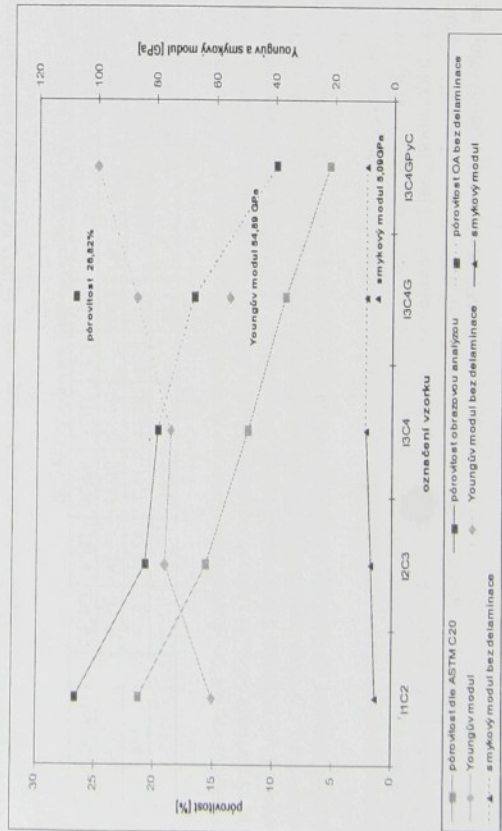 120
100
80
60
40
20
0
Youngův a smykový modul [GPa]
30
25
20
15
10
5
0
pórovitost [%]
pórovitost 26,82%
Youngův modul 54,89 GPa
smykový modul 5,09GPa
I1C2
I2C3
I3C4
I3C4G
I3C4GPyC
označení vzorku
pórovitost dle ASTM C20
pórovitost obrazovou analýzou
pórovitost OA bez delaminace
Youngův modul
Youngův modul bez delaminace
smykový modul
smykový modul bez delaminace